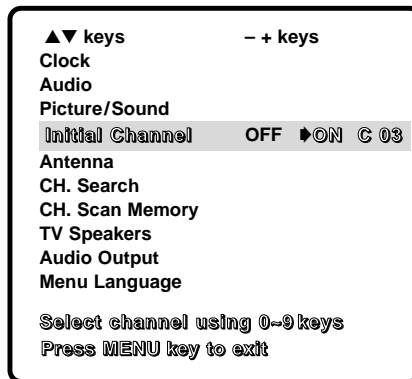 ▲▼ keys – + keys
Clock
Audio
Picture/Sound
Initial Channel OFF ➧ON C 03
Antenna
CH. Search
CH. Scan Memory
TV Speakers
Audio Output
Menu Language
Select channel using 0~9 keys
Press MENU key to exit